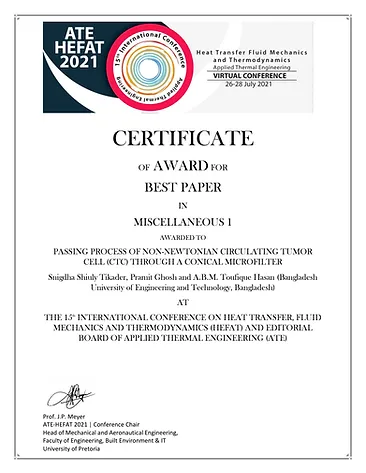 ATE
HEFAT
2021
15th International Conference
Applied Thermal Engineering
Heat Transfer Fluid Mechanics
and Thermodynamics
Applied Thermal Engineering
VIRTUAL CONFERENCE
26-28 July 2021
CERTIFICATE
OF AWARD FOR
BEST PAPER
IN
MISCELLANEOUS 1
AWARDED TO
PASSING PROCESS OF NON-NEWTONIAN CIRCULATING TUMOR
CELL (CTC) THROUGH A CONICAL MICROFILTER
Snigdha Shiuly Tikader, Pramit Ghosh and A.B.M. Toufique Hasan (Bangladesh
University of Engineering and Technology, Bangladesh)
AT
THE 15th INTERNATIONAL CONFERENCE ON HEAT TRANSFER, FLUID
MECHANICS AND THERMODYNAMICS (HEFAT) AND EDITORIAL
BOARD OF APPLIED THERMAL ENGINEERING (ATE)
Prof. J.P. Meyer
ATE-HEFAT 2021 | Conference Chair
Head of Mechanical and Aeronautical Engineering,
Faculty of Engineering, Built Environment & IT
University of Pretoria